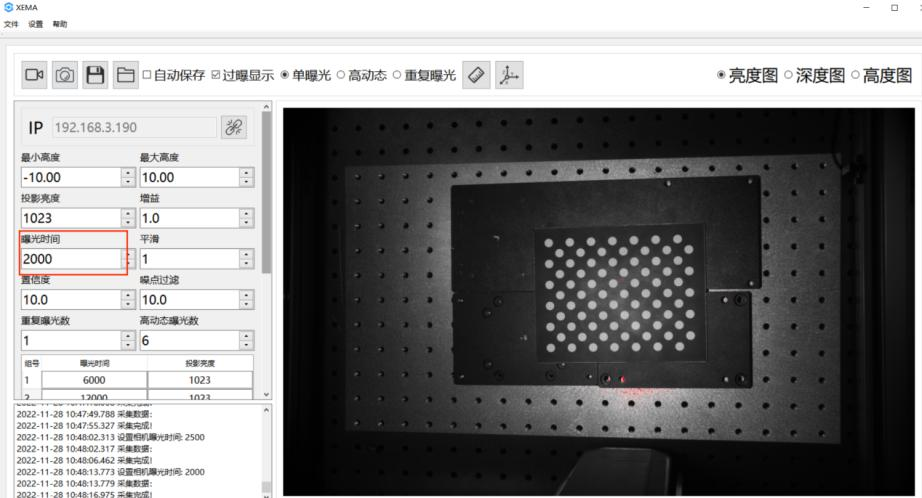 XEMA
文件 设置 帮助
自动保存 过曝显示 单曝光 高动态 重复曝光 亮度图 深度图 高度图
IP 192.168.3.190
最小高度 最大高度
-10.00 10.00
投影亮度 增益
1023 1.0
曝光时间 平滑
2000 1
置信度 噪点过滤
10.0 10.0
重复曝光数 高动态曝光数
1 6
组号 曝光时间 投影亮度
1 6000 1023
2 12000 1023
2022-11-28 10:47:49.788 采集数据:
2022-11-28 10:47:55.327 采集完成!
2022-11-28 10:48:02.313 设置相机曝光时间: 2500
2022-11-28 10:48:02.317 采集数据:
2022-11-28 10:48:06.462 采集完成!
2022-11-28 10:48:13.773 设置相机曝光时间: 2000
2022-11-28 10:48:13.779 采集数据:
2022-11-28 10:48:16.975 采集完成!